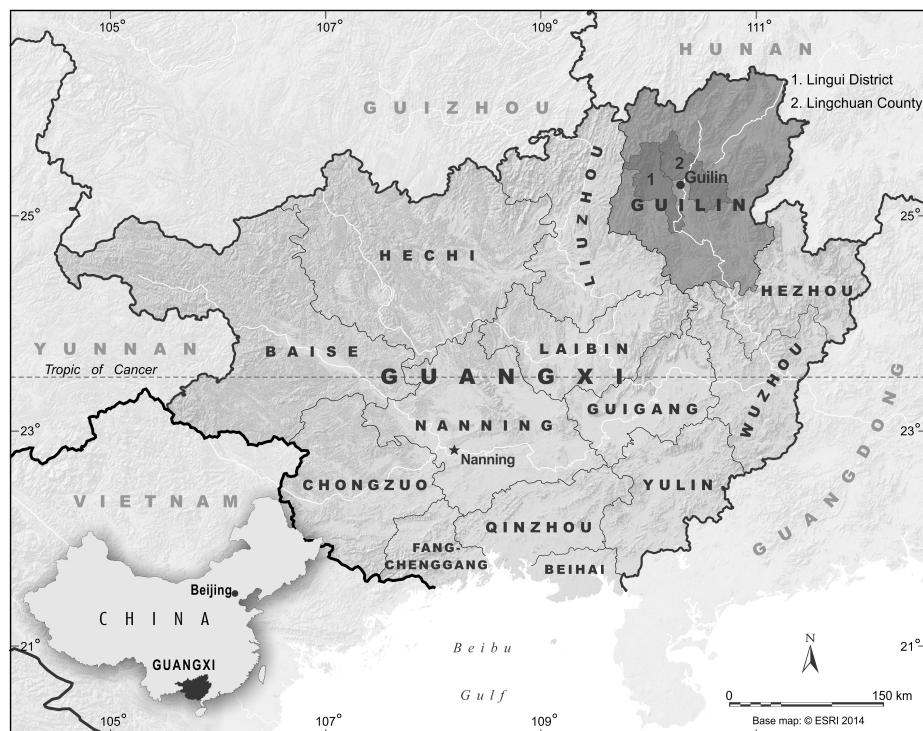 105° 107° 109° 111°
HUNAN
1. Lingui District
2. Lingchuan County
GUIZHOU
LIUZHOU
2
1
Guilin
GUILIN
25° 25°
HECHI
HEZHOU
YUNNAN
BAISE
LAIBIN
Tropic of Cancer
GUANGXI
WUZHOU
GUIGANG
GUANGDONG
NANNING
23° 23°
Nanning
CHONGZUO
YULIN
VIETNAM
QINZHOU
FANG-
CHENGGANG
BEIHAI
Beijing
CHINA
Beibu
Gulf
21° 21°
N
GUANGXI
0 150 km
Base map: © ESRI 2014
105° 107° 109° 111°